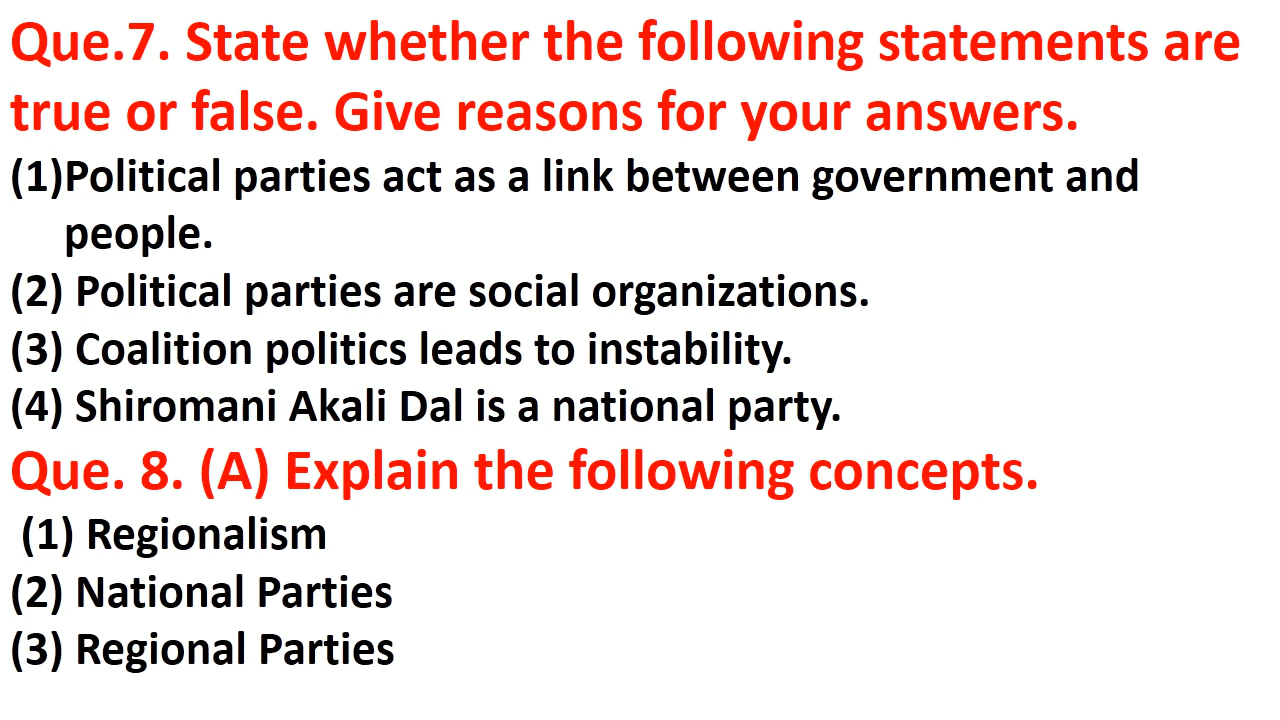 Que.7. State whether the following statements are
true or false. Give reasons for your answers.
(1)Political parties act as a link between government and
people.
(2) Political parties are social organizations.
(3) Coalition politics leads to instability.
(4) Shiromani Akali Dal is a national party.
Que. 8. (A) Explain the following concepts.
(1) Regionalism
(2) National Parties
(3) Regional Parties